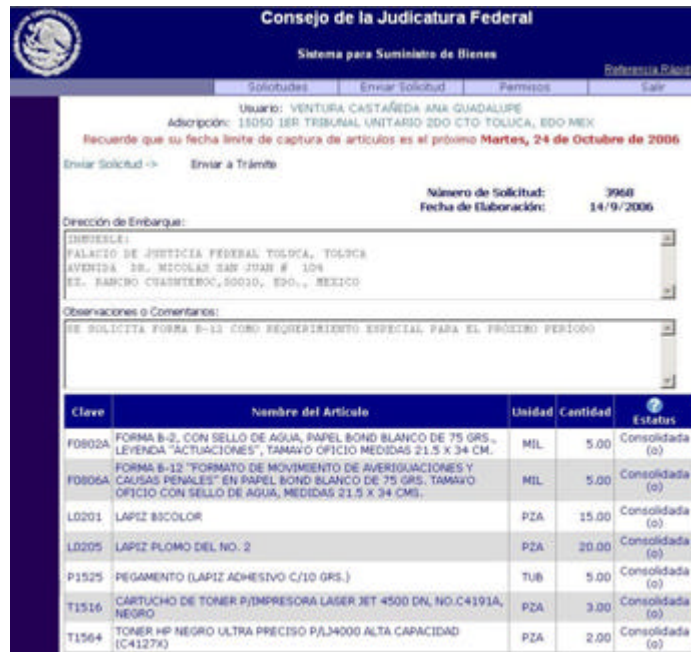 Consejo de la Judicatura Federal
Sistema para Suministro de Bienes
Referencia Rápida
Solicitudes Enviar Solicitud Permisos Salir
Usuario: VENTURA CASTAÑEDA ANA GUADALUPE
Adscripción: 15050 1ER TRIBUNAL UNITARIO 2DO CTO TOLUCA, EDO MEX
Recuerde que su fecha límite de captura de artículos es el próximo Martes, 24 de Octubre de 2006
Enviar Solicitud -> Enviar a Trámite
Número de Solicitud: 3968
Fecha de Elaboración: 14/9/2006
Dirección de Embarque:
INMUEBLE:
PALACIO DE JUSTICIA FEDERAL TOLUCA, TOLUCA
AVENIDA DR. NICOLAS SAN JUAN # 104
EX. RANCHO CUAUHTEMOC,50010, EDO., MEXICO
Observaciones o Comentarios:
SE SOLICITA FORMA B-12 COMO REQUERIMIENTO ESPECIAL PARA EL PRÓXIMO PERÍODO
Clave Nombre del Artículo Unidad Cantidad ? Estatus
F0802A FORMA B-2, CON SELLO DE AGUA, PAPEL BOND BLANCO DE 75 GRS., LEYENDA "ACTUACIONES", TAMAYO OFICIO MEDIDAS 21.5 X 34 CM. MIL 5.00 Consolidada (o)
F0806A FORMA B-12 "FORMATO DE MOVIMIENTO DE AVERIGUACIONES Y CAUSAS PENALES" EN PAPEL BOND BLANCO DE 75 GRS. TAMAYO OFICIO CON SELLO DE AGUA, MEDIDAS 21.5 X 34 CMS. MIL 5.00 Consolidada (o)
L0201 LAPIZ BICOLOR PZA 15.00 Consolidada (o)
L0205 LAPIZ PLOMO DEL NO. 2 PZA 20.00 Consolidada (o)
P1525 PEGAMENTO (LAPIZ ADHESIVO C/10 GRS.) TUB 5.00 Consolidada (o)
T1516 CARTUCHO DE TONER P/IMPRESORA LASER JET 4500 DN, NO.C4191A, NEGRO PZA 3.00 Consolidada (o)
T1564 TONER HP NEGRO ULTRA PRECISO P/LJ4000 ALTA CAPACIDAD (C4127X) PZA 2.00 Consolidada (o)